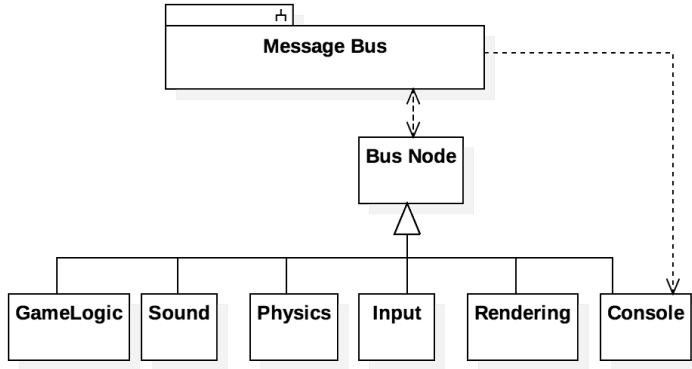 Message Bus
Bus Node
GameLogic
Sound
Physics
Input
Rendering
Console